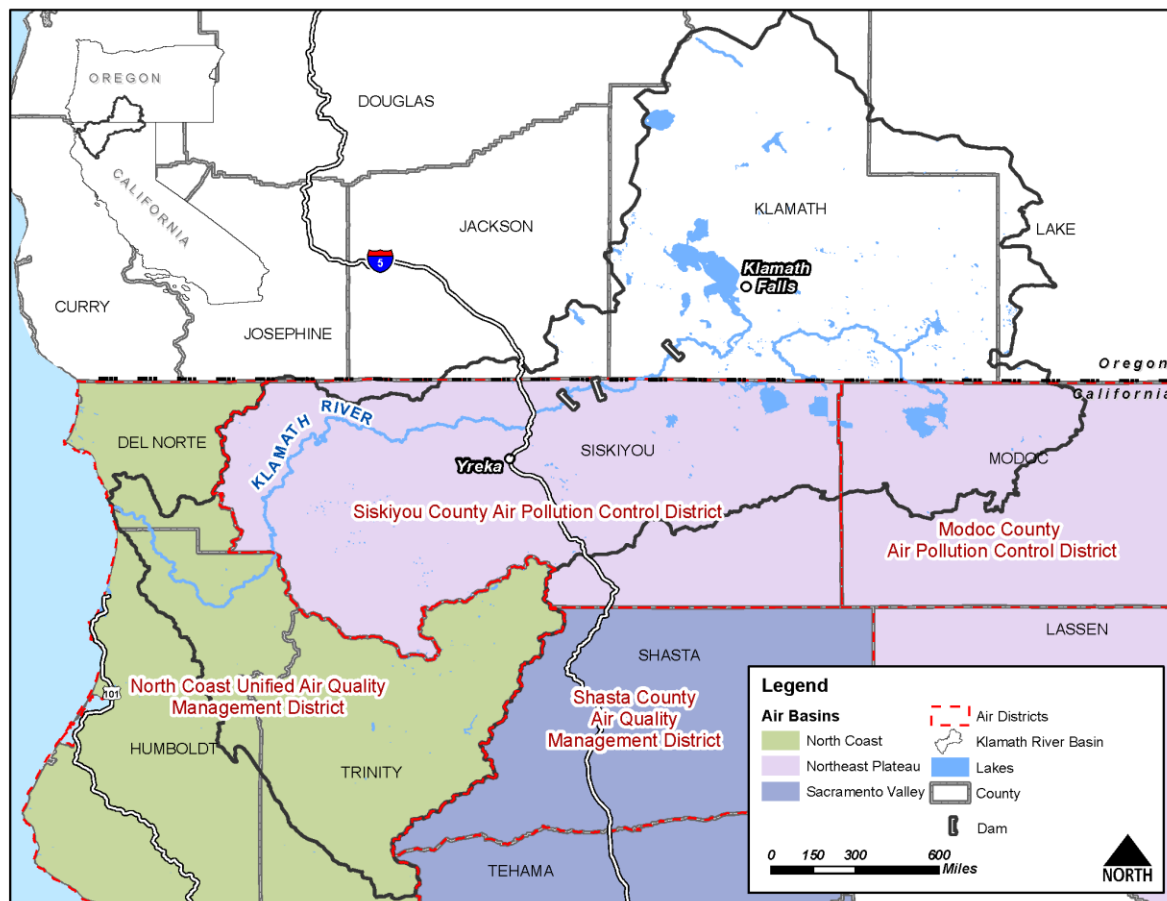 OREGON
CALIFORNIA
DOUGLAS
KLAMATH
JACKSON
LAKE
5
Klamath
Falls
CURRY
JOSEPHINE
Oregon
California
KLAMATH RIVER
DEL NORTE
SISKIYOU
MODOC
Yreka
Siskiyou County Air Pollution Control District
Modoc County
Air Pollution Control District
LASSEN
SHASTA
North Coast Unified Air Quality
Management District
101
Shasta County
Air Quality
Management District
HUMBOLDT
TRINITY
TEHAMA
Legend
Air Basins
North Coast
Northeast Plateau
Sacramento Valley
Air Districts
Klamath River Basin
Lakes
County
Dam
0 150 300 600
Miles
NORTH